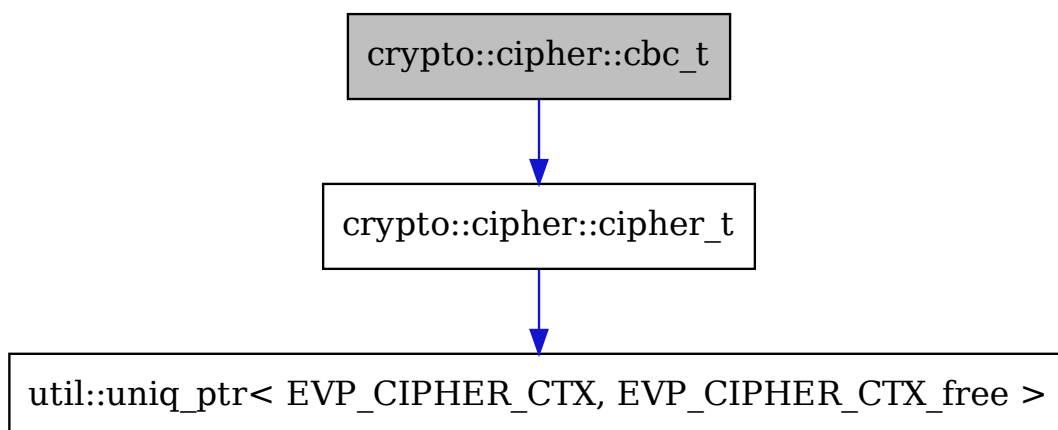 crypto::cipher::cbc_t
crypto::cipher::cipher_t
util::uniq_ptr< EVP_CIPHER_CTX, EVP_CIPHER_CTX_free >